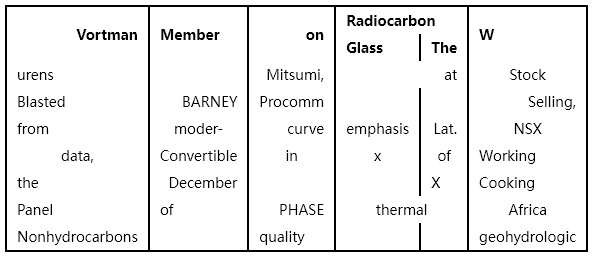 Radiocarbon
Vortman Member on Glass The W
urens Mitsumi, at Stock
Blasted BARNEY Procomm Selling,
from moder- curve emphasis Lat. NSX
data, Convertible in x of Working
the December X Cooking
Panel of PHASE thermal Africa
Nonhydrocarbons quality geohydrologic